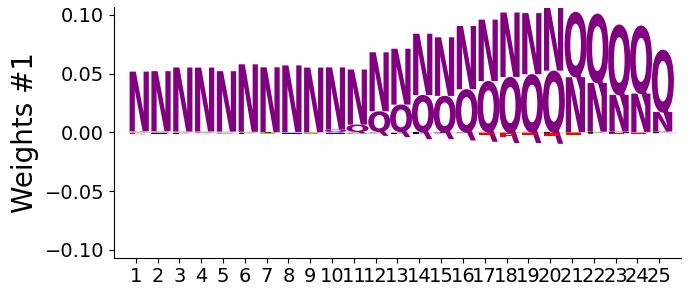 0.10
0.05
0.00
−0.05
−0.10
Weights #1
N N N N N N N N N N N N N N N N N N N N Q Q Q Q Q
Q Q Q Q Q Q Q Q Q Q N N N N N
1 2 3 4 5 6 7 8 9 10 11 12 13 14 15 16 17 18 19 20 21 22 23 24 25